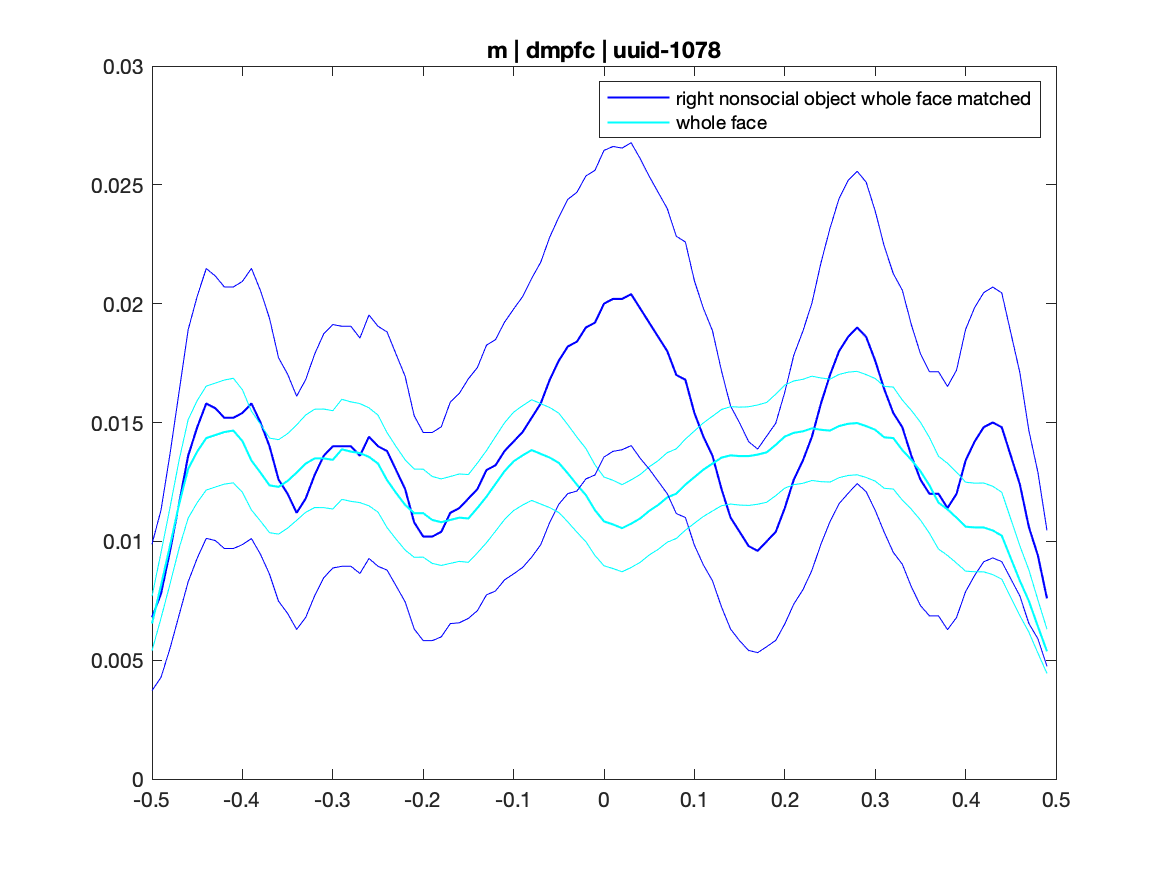 m | dmpfc | uuid-1078
right nonsocial object whole face matched
whole face
0.03
0.025
0.02
0.015
0.01
0.005
0
-0.5 -0.4 -0.3 -0.2 -0.1 0 0.1 0.2 0.3 0.4 0.5